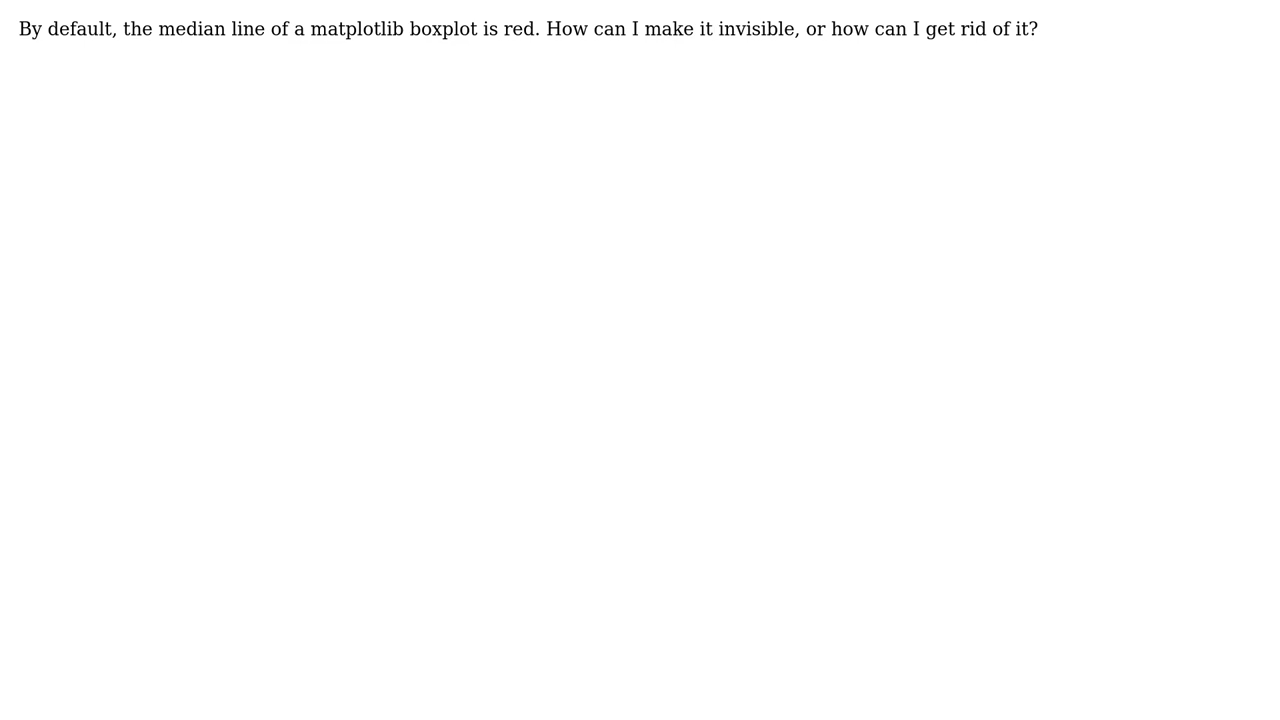 By default, the median line of a matplotlib boxplot is red. How can I make it invisible, or how can I get rid of it?